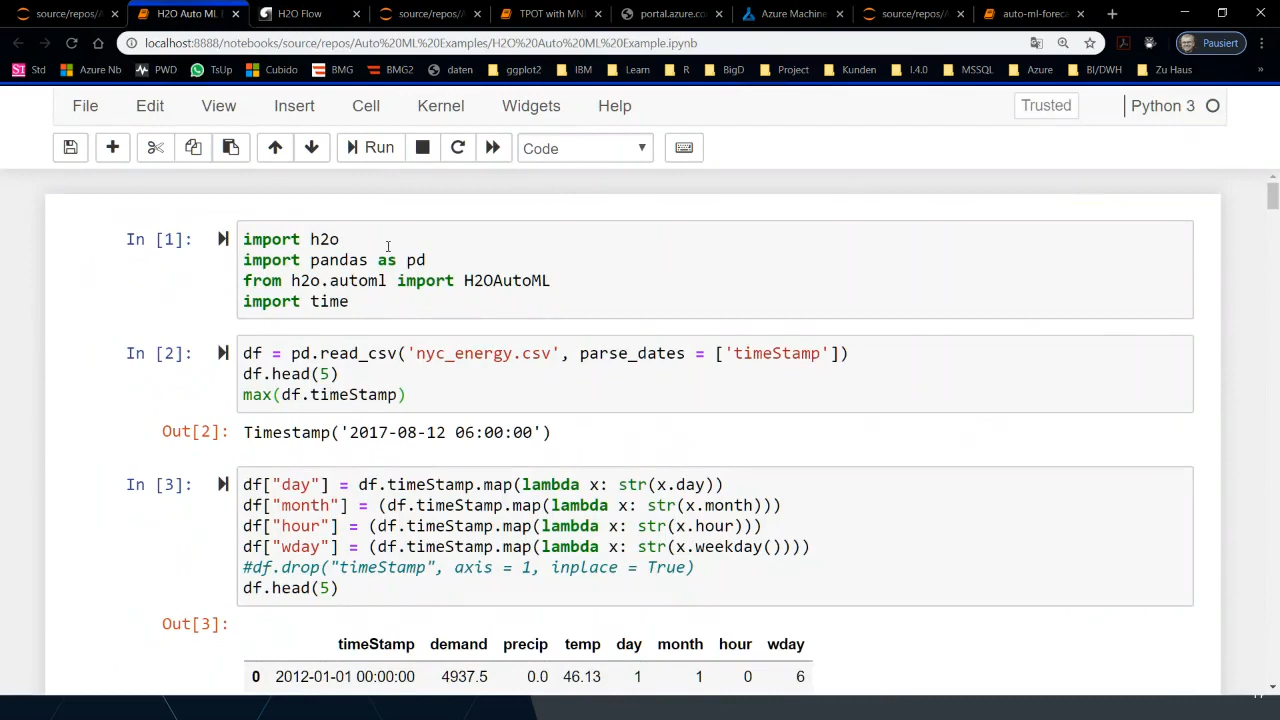 source/repos/A
H2O Auto ML
H2O Flow
source/repos/A
TPOT with MN
portal.azure.co
Azure Machine
source/repos/A
auto-ml-foreca
localhost:8888/notebooks/source/repos/Auto%20ML%20Examples/H2O%20Auto%20ML%20Example.ipynb
Pausiert
Std
Azure Nb
PWD
TsUp
Cubido
BMG
BMG2
daten
ggplot2
IBM
Learn
R
BigD
Project
Kunden
I.4.0
MSSQL
Azure
BI/DWH
Zu Haus
File Edit View Insert Cell Kernel Widgets Help
Trusted
Python 3
Run
Code
In [1]:
import h2o
import pandas as pd
from h2o.automl import H2OAutoML
import time
In [2]:
df = pd.read_csv('nyc_energy.csv', parse_dates = ['timeStamp'])
df.head(5)
max(df.timeStamp)
Out[2]:
Timestamp('2017-08-12 06:00:00')
In [3]:
df["day"] = df.timeStamp.map(lambda x: str(x.day))
df["month"] = (df.timeStamp.map(lambda x: str(x.month)))
df["hour"] = (df.timeStamp.map(lambda x: str(x.hour)))
df["wday"] = (df.timeStamp.map(lambda x: str(x.weekday())))
#df.drop("timeStamp", axis = 1, inplace = True)
df.head(5)
Out[3]:
timeStamp demand precip temp day month hour wday
0 2012-01-01 00:00:00 4937.5 0.0 46.13 1 1 0 6